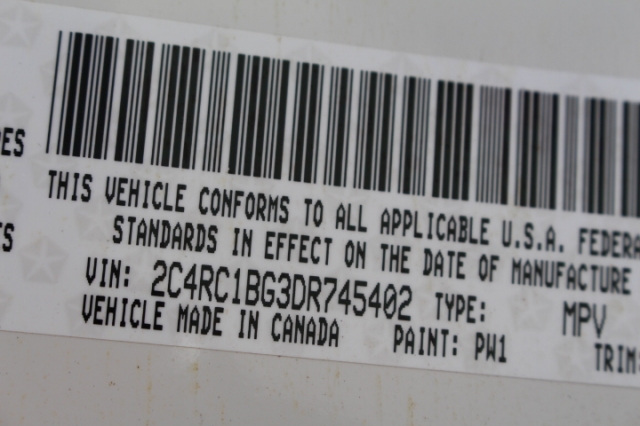 DES
THIS VEHICLE CONFORMS TO ALL APPLICABLE U.S.A. FEDERA
TS
STANDARDS IN EFFECT ON THE DATE OF MANUFACTURE
VIN: 2C4RC1BG3DR745402 TYPE: MPV
VEHICLE MADE IN CANADA PAINT: PW1 TRIM: